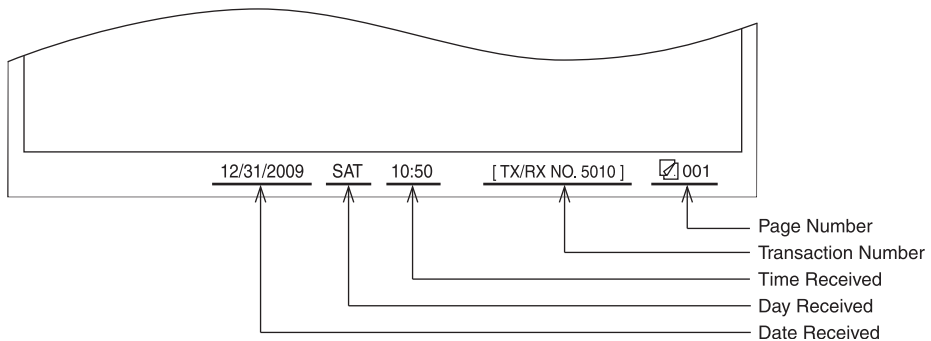 12/31/2009 SAT 10:50 [ TX/RX NO. 5010 ] 001
Page Number
Transaction Number
Time Received
Day Received
Date Received